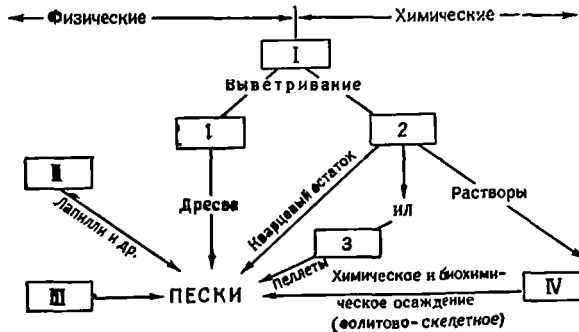 Физические
Химические
I
Выветривание
1
2
II
Дресва
Кварцевый остаток
Растворы
ИЛ
Лапилли и др.
3
Пеллеты
III
ПЕСКИ
Химическое и биохими-
ческое осаждение
(оолитово-скелетное)
IV